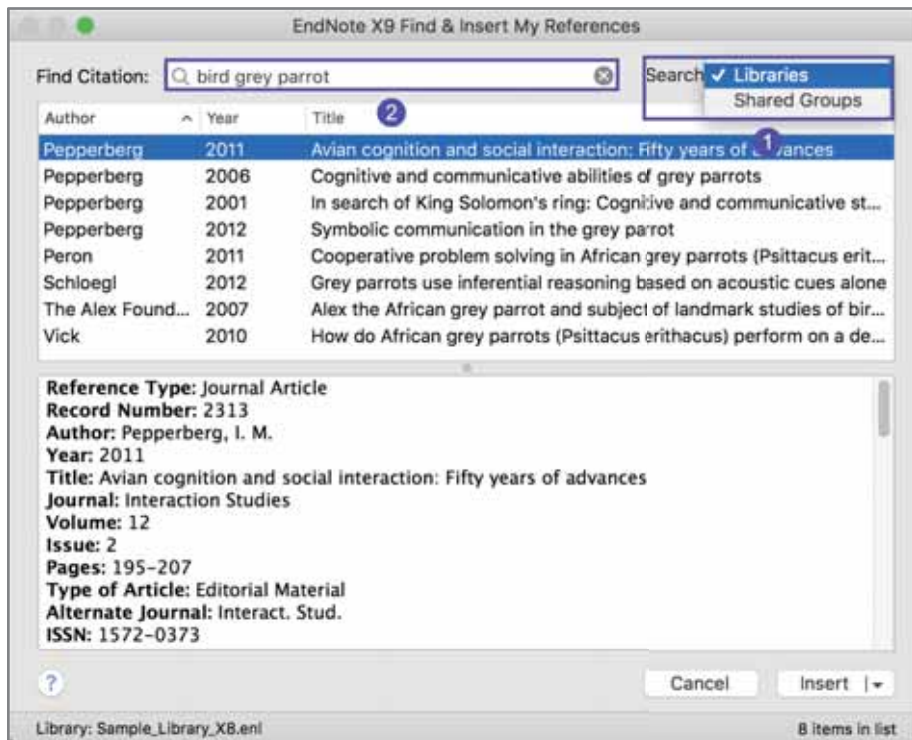 EndNote X9 Find & Insert My References
Find Citation: bird grey parrot Search ✓ Libraries
Shared Groups
Author Year Title 2
1
Pepperberg 2011 Avian cognition and social interaction: Fifty years of advances
Pepperberg 2006 Cognitive and communicative abilities of grey parrots
Pepperberg 2001 In search of King Solomon's ring: Cognitive and communicative st...
Pepperberg 2012 Symbolic communication in the grey parrot
Peron 2011 Cooperative problem solving in African grey parrots (Psittacus erit...
Schloegl 2012 Grey parrots use inferential reasoning based on acoustic cues alone
The Alex Found... 2007 Alex the African grey parrot and subject of landmark studies of bir...
Vick 2010 How do African grey parrots (Psittacus erithacus) perform on a de...
Reference Type: Journal Article
Record Number: 2313
Author: Pepperberg, I. M.
Year: 2011
Title: Avian cognition and social interaction: Fifty years of advances
Journal: Interaction Studies
Volume: 12
Issue: 2
Pages: 195-207
Type of Article: Editorial Material
Alternate Journal: Interact. Stud.
ISSN: 1572-0373
? Cancel Insert
Library: Sample_Library_X8.enl 8 items in list